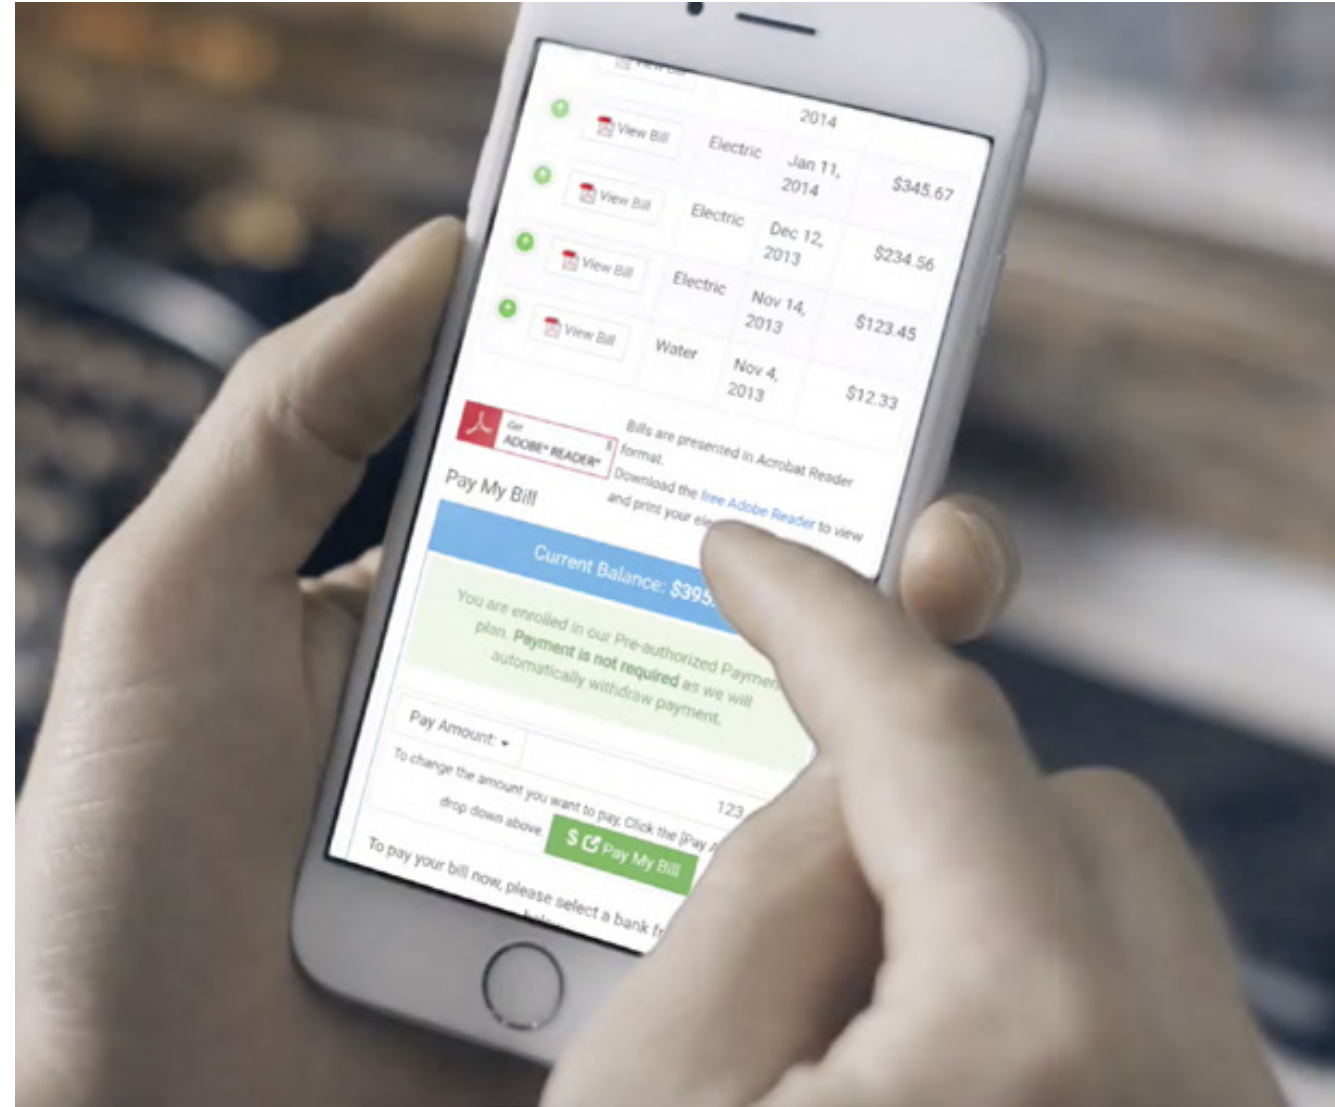 View Bill
2014
View Bill Electric Jan 11, $345.67
2014
View Bill Electric Dec 12, $234.56
2013
View Bill Electric Nov 14, $123.45
2013
View Bill Water Nov 4, $12.33
2013
Get
ADOBE® READER®
Bills are presented in Acrobat Reader
format.
Download the free Adobe Reader to view
and print your
Pay My Bill
Current Balance: $395.
You are enrolled in our Pre-authorized Payment
plan. Payment is not required as we will
automatically withdraw payment.
Pay Amount:
123
To change the amount you want to pay, Click the [Pay
drop down above.
$ Pay My Bill
To pay your bill now, please select a bank